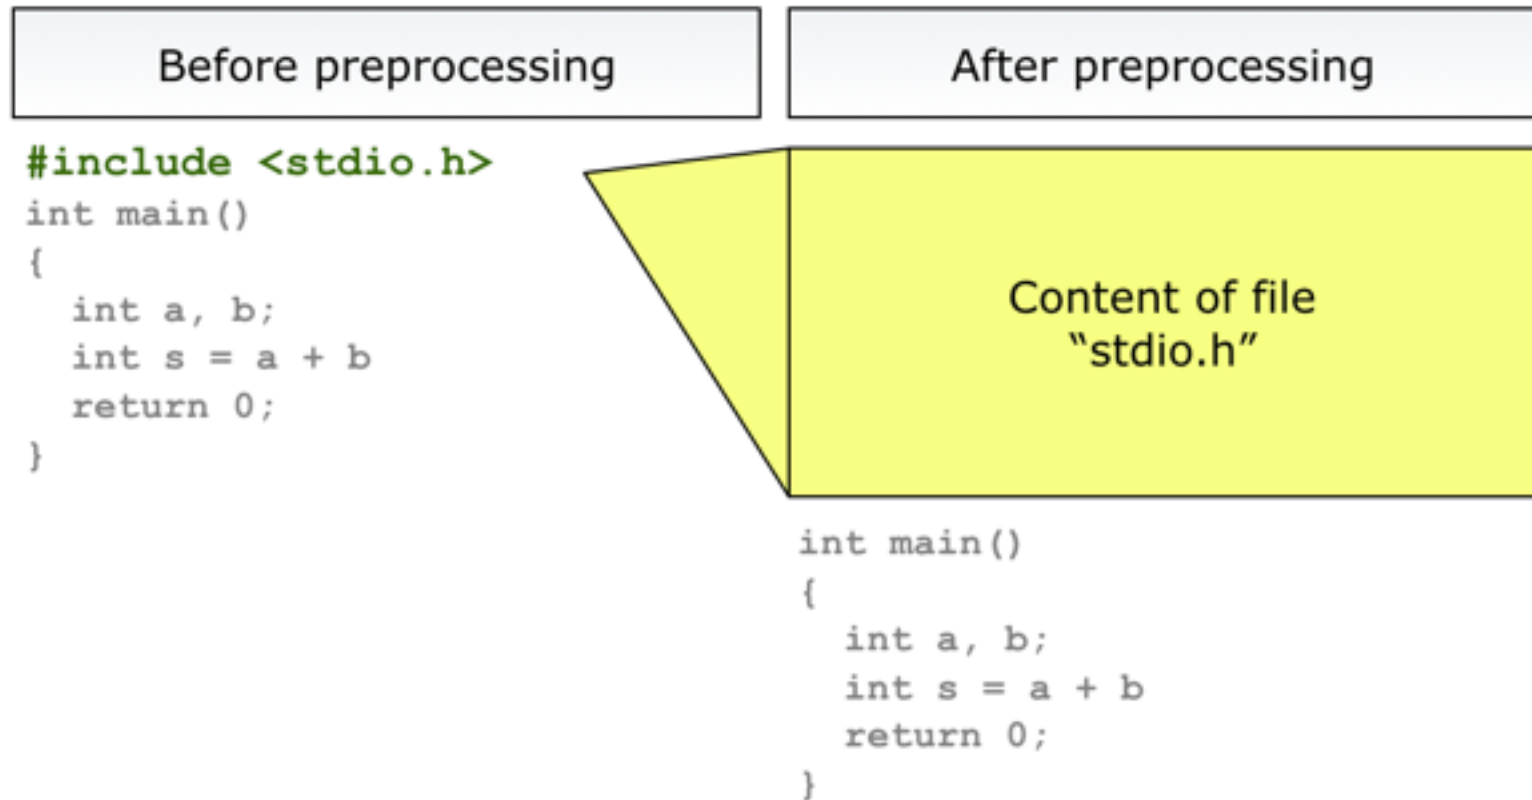 Before preprocessing
#include <stdio.h>
int main()
{
int a, b;
int s = a + b
return 0;
}
After preprocessing
Content of file
“stdio.h”
int main()
{
int a, b;
int s = a + b
return 0;
}